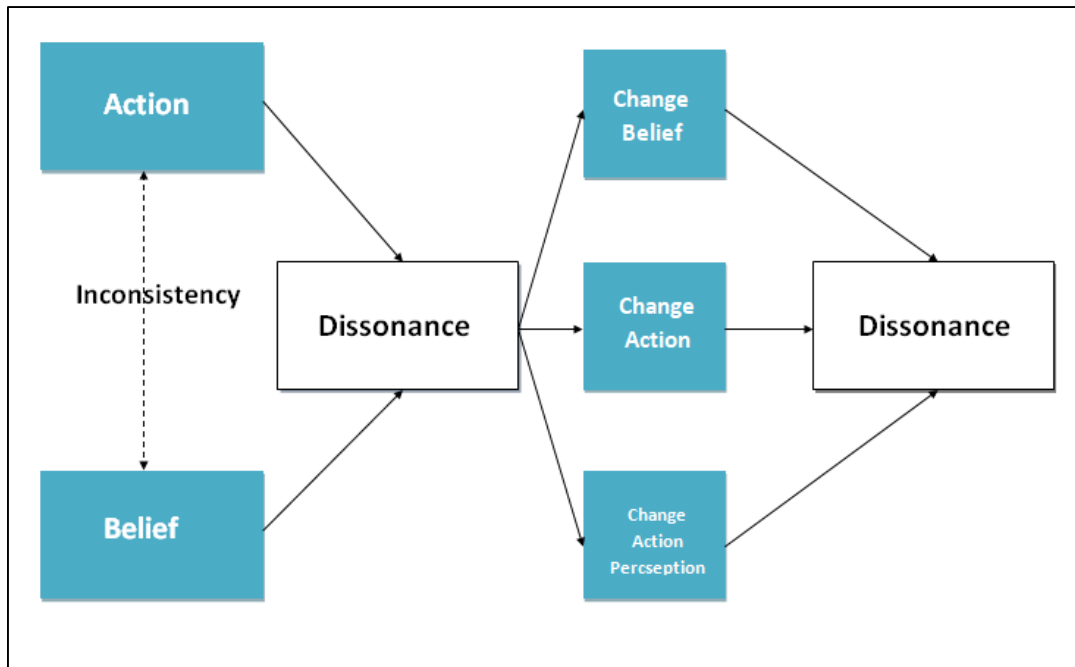 Action
Inconsistency
Belief
Dissonance
Change
Belief
Change
Action
Change
Action
Percseption
Dissonance